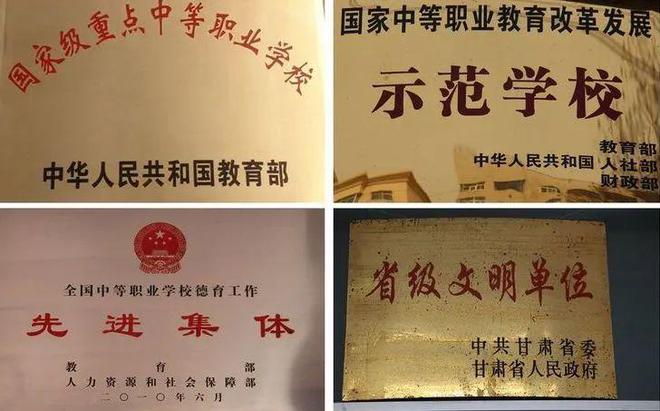 国家级重点中等职业学校
中华人民共和国教育部
国家中等职业教育改革发展
示范学校
教育部
中华人民共和国 人社部
财政部
全国中等职业学校德育工作
先进集体
教育部
人力资源和社会保障部
二〇一〇年六月
省级文明单位
中共甘肃省委
甘肃省人民政府